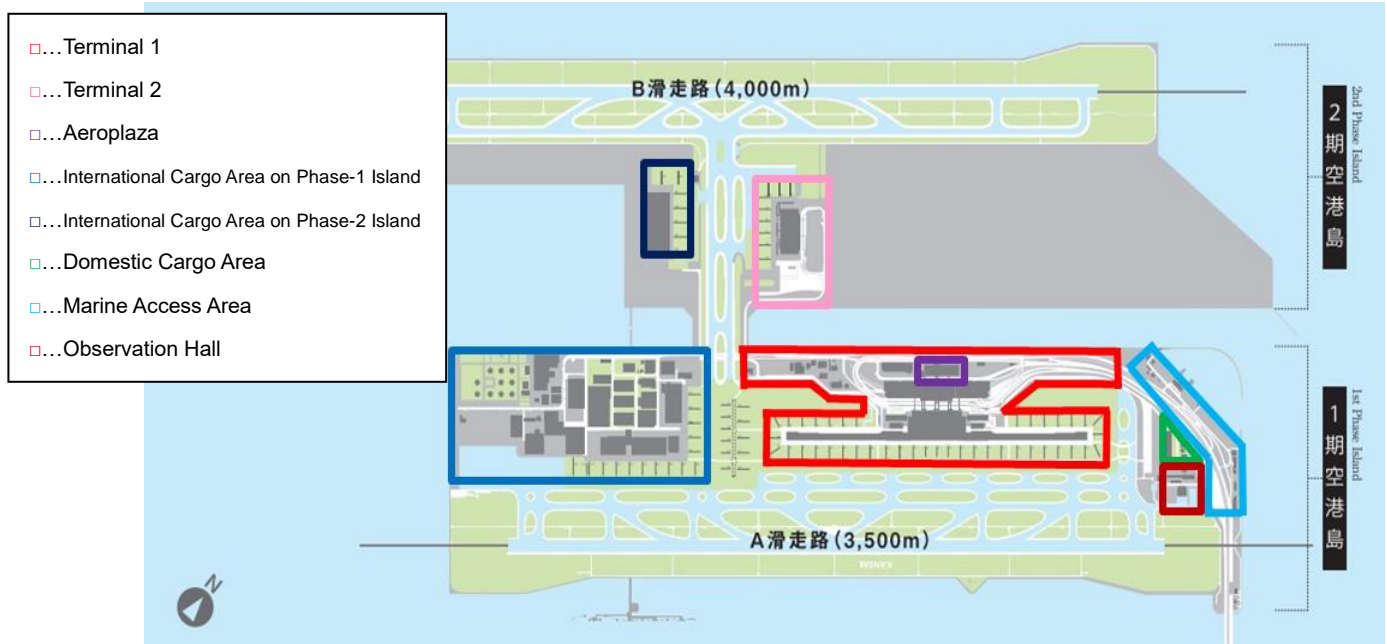 □…Terminal 1
□…Terminal 2
□…Aeroplaza
□…International Cargo Area on Phase-1 Island
□…International Cargo Area on Phase-2 Island
□…Domestic Cargo Area
□…Marine Access Area
□…Observation Hall
B滑走路(4,000m)
2期空港島
2nd Phase Island
A滑走路(3,500m)
1期空港島
1st Phase Island
N